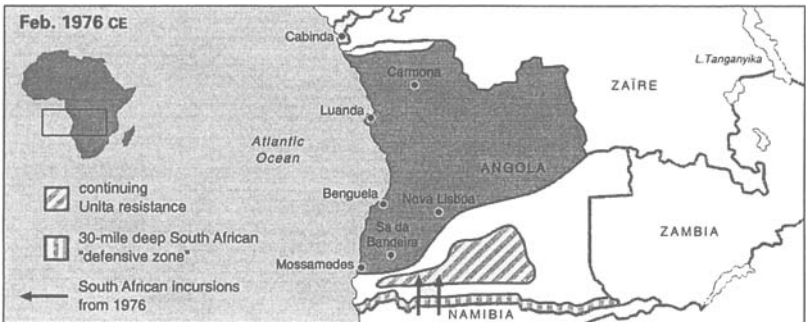 Feb. 1976 CE
Cabinda
L. Tanganyika
Carmona
ZAÏRE
Luanda
Atlantic
Ocean
ANGOLA
continuing
Unita resistance
Benguela
Nova Lisboa
30-mile deep South African
"defensive zone"
Sa da
Bandeira
ZAMBIA
Mossamedes
South African incursions
from 1976
NAMIBIA